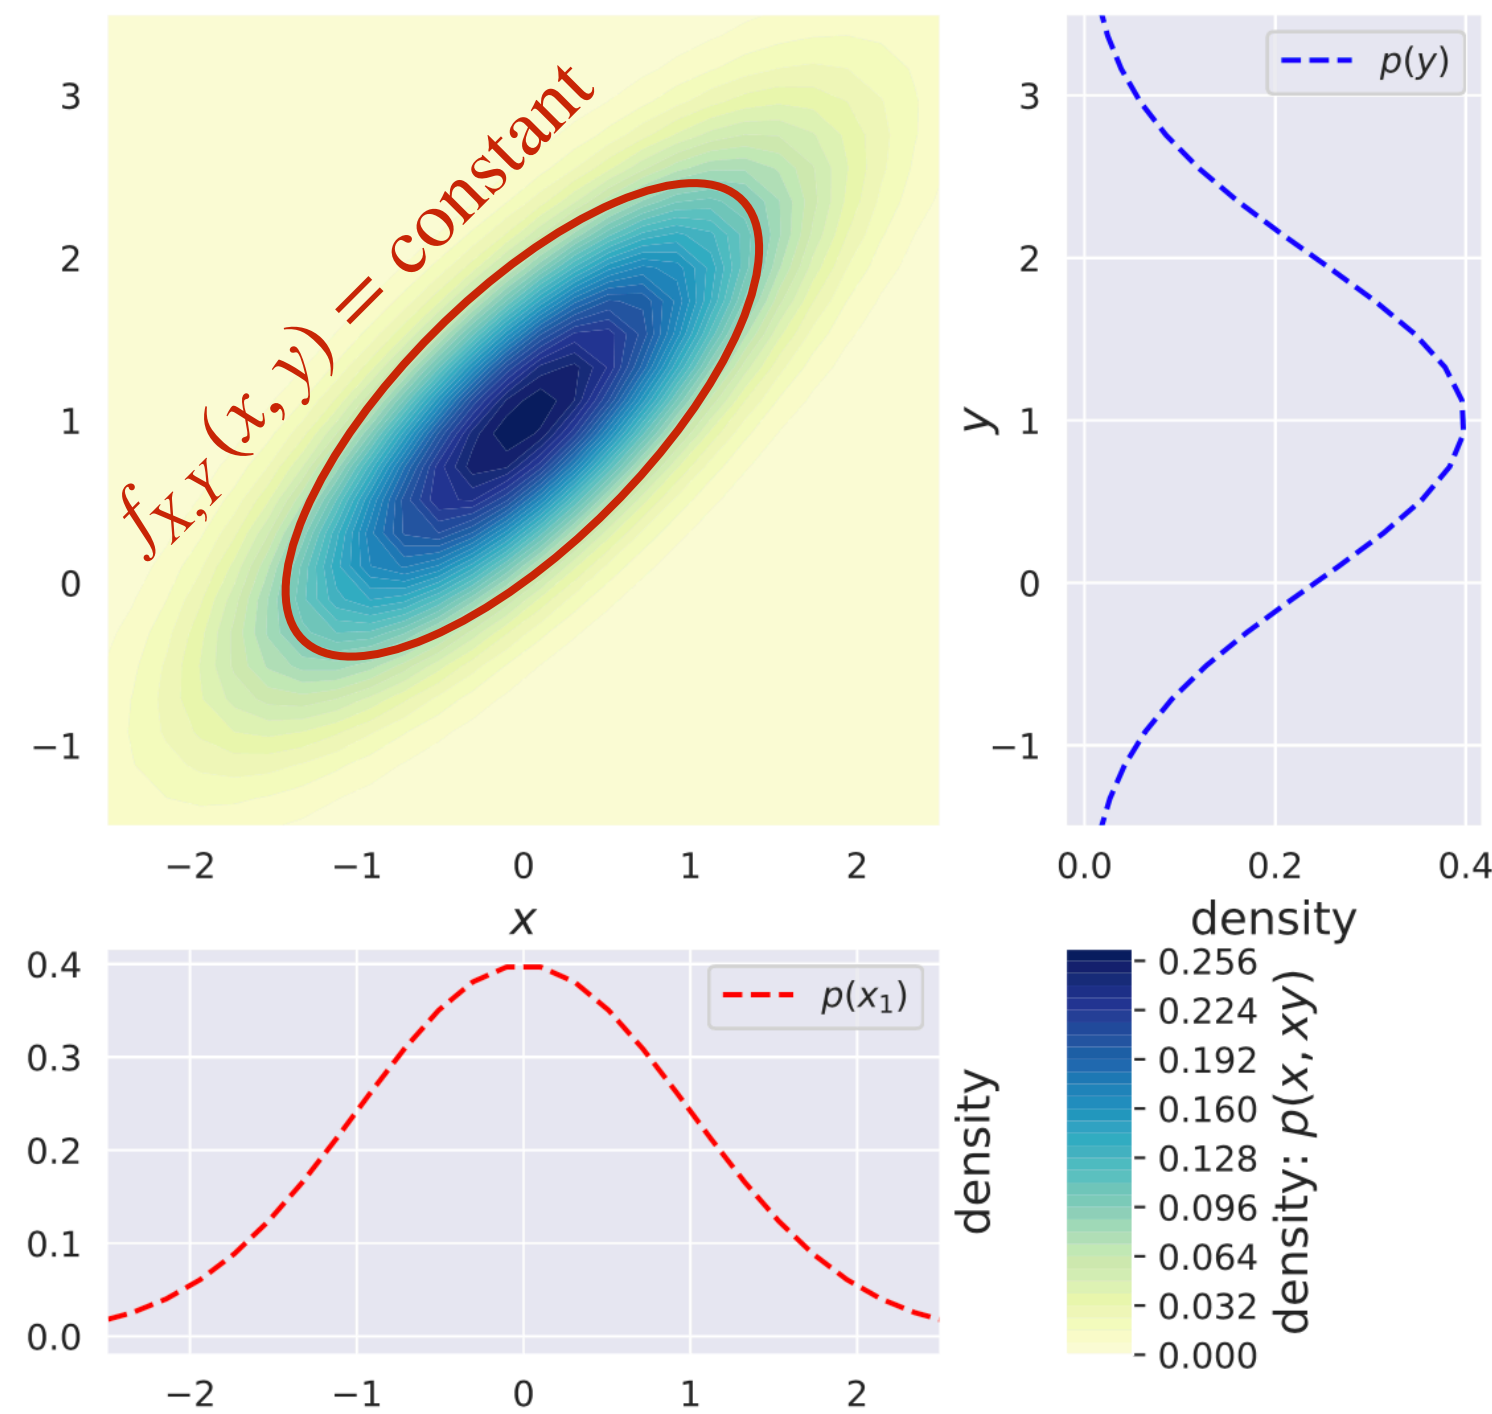 f_{X,Y}(x, y) = constant
3
2
1
0
−1
−2 −1 0 1 2
x
p(y)
3
2
1
0
−1
y
0.0 0.2 0.4
density
0.4
0.3
0.2
0.1
0.0
p(x₁)
−2 −1 0 1 2
density
0.256
0.224
0.192
0.160
0.128
0.096
0.064
0.032
0.000
density: p(x, xy)